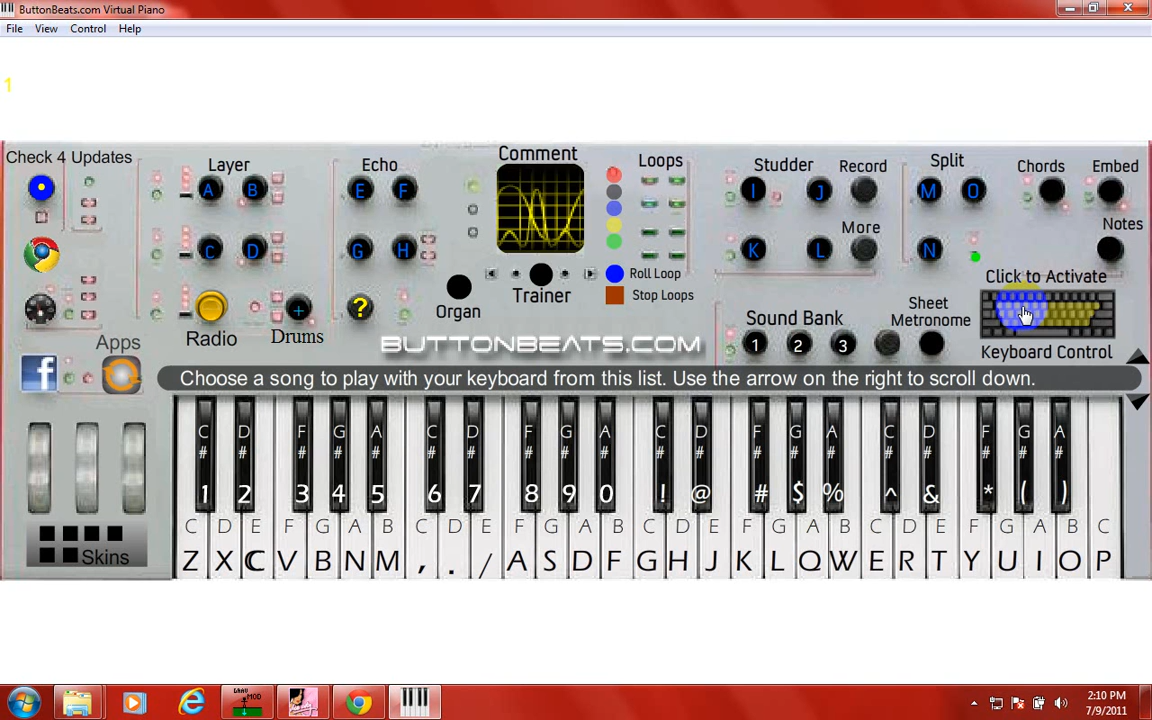 ButtonBeats.com Virtual Piano
File View Control Help
1
Check 4 Updates
Layer
Echo
Comment
Loops
Studder
Record
Split
Chords
Embed
A B E F I J M O
More
Notes
C D G H K L N
Roll Loop
Click to Activate
Trainer
Stop Loops
Organ
+ ?
Sheet
Metronome
Sound Bank
Radio
Drums
BUTTONBEATS.COM
1 2 3
Apps
Keyboard Control
f
Choose a song to play with your keyboard from this list. Use the arrow on the right to scroll down.
C D F G A C D F G A C D F G A C D F G A
# # # # # # # # # # # # # # # # # # # #
1 2 3 4 5 6 7 8 9 0 ! @ # $ % ^ & * ( )
C D E F G A B C D E F G A B C D E F G A B C D E F G A B C
Z X C V B N M , . / A S D F G H J K L Q W E R T Y U I O P
Skins
2:10 PM
7/9/2011